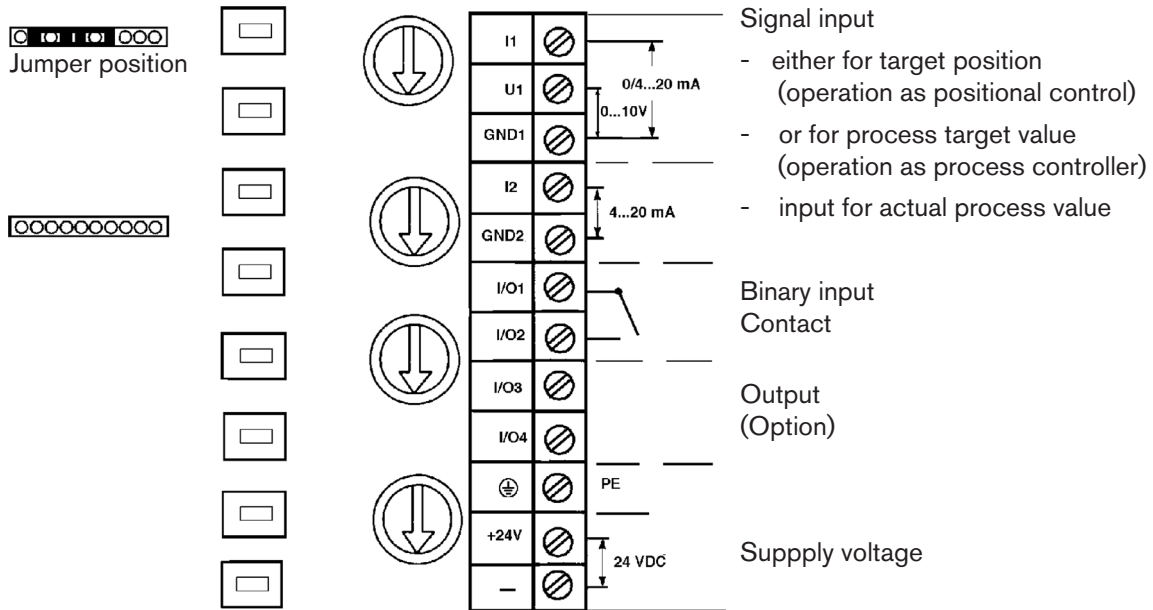 Jumper position
I1
U1
GND1
I2
GND2
I/O1
I/O2
I/O3
I/O4
+24V
–
0/4...20 mA
0...10V
4...20 mA
PE
24 VDC
Signal input
- either for target position
(operation as positional control)
- or for process target value
(operation as process controller)
- input for actual process value
Binary input
Contact
Output
(Option)
Suppply voltage